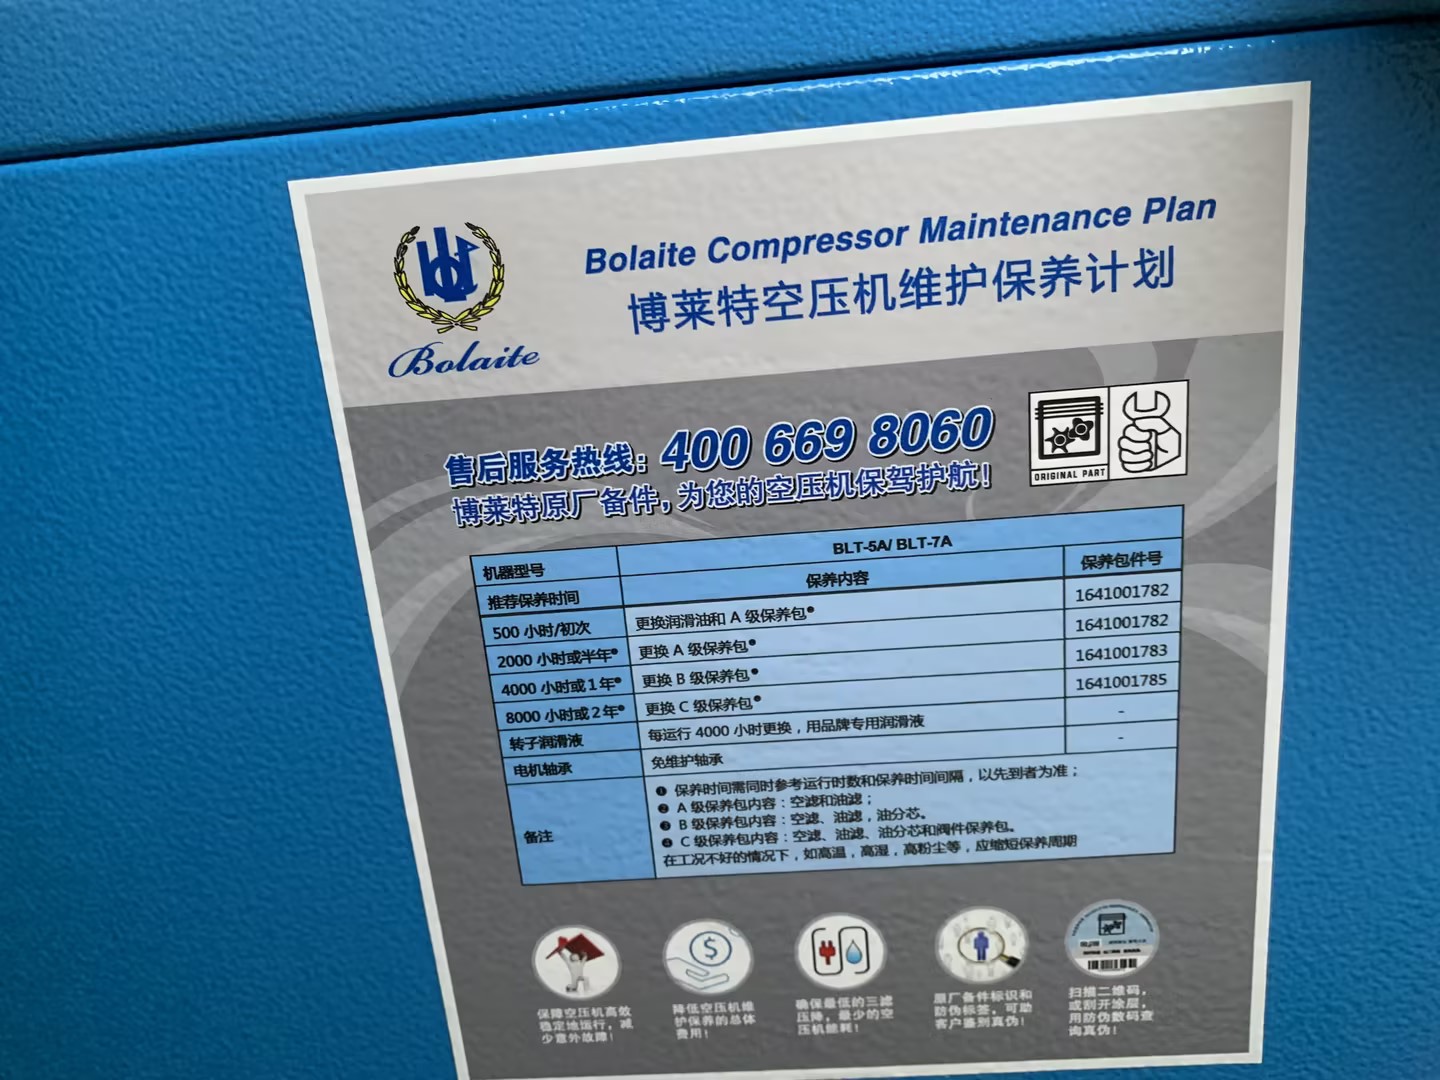 Bolaite Compressor Maintenance Plan
博莱特空压机维护保养计划
Bolaite
售后服务热线：400 669 8060
博莱特原厂备件，为您的空压机保驾护航！
ORIGINAL PART
机器型号 BLT-5A/ BLT-7A
推荐保养时间 保养内容 保养包件号
500 小时/初次 更换润滑油和 A 级保养包❷ 1641001782
2000 小时或半年❶ 更换 A 级保养包❷ 1641001782
4000 小时或1年❶ 更换 B 级保养包❸ 1641001783
8000 小时或2年❶ 更换 C 级保养包❹ 1641001785
转子润滑液 每运行 4000 小时更换，用品牌专用润滑液 -
电机轴承 免维护轴承 -
备注
❶ 保养时间需同时参考运行时数和保养时间间隔，以先到者为准；
❷ A 级保养包内容：空滤和油滤；
❸ B 级保养包内容：空滤、油滤，油分芯。
❹ C 级保养包内容：空滤、油滤、油分芯和阀件保养包。
在工况不好的情况下，如高温，高湿，高粉尘等，应缩短保养周期
保障空压机高效
稳定地运行，减
少意外故障！
降低空压机维
护保养的总体
费用！
确保最低的三滤
压降，最少的空
压机能耗！
原厂备件标识和
防伪标签，可助
客户鉴别真伪！
扫描二维码，
或刮开涂层，
用防伪数码查
询真伪！